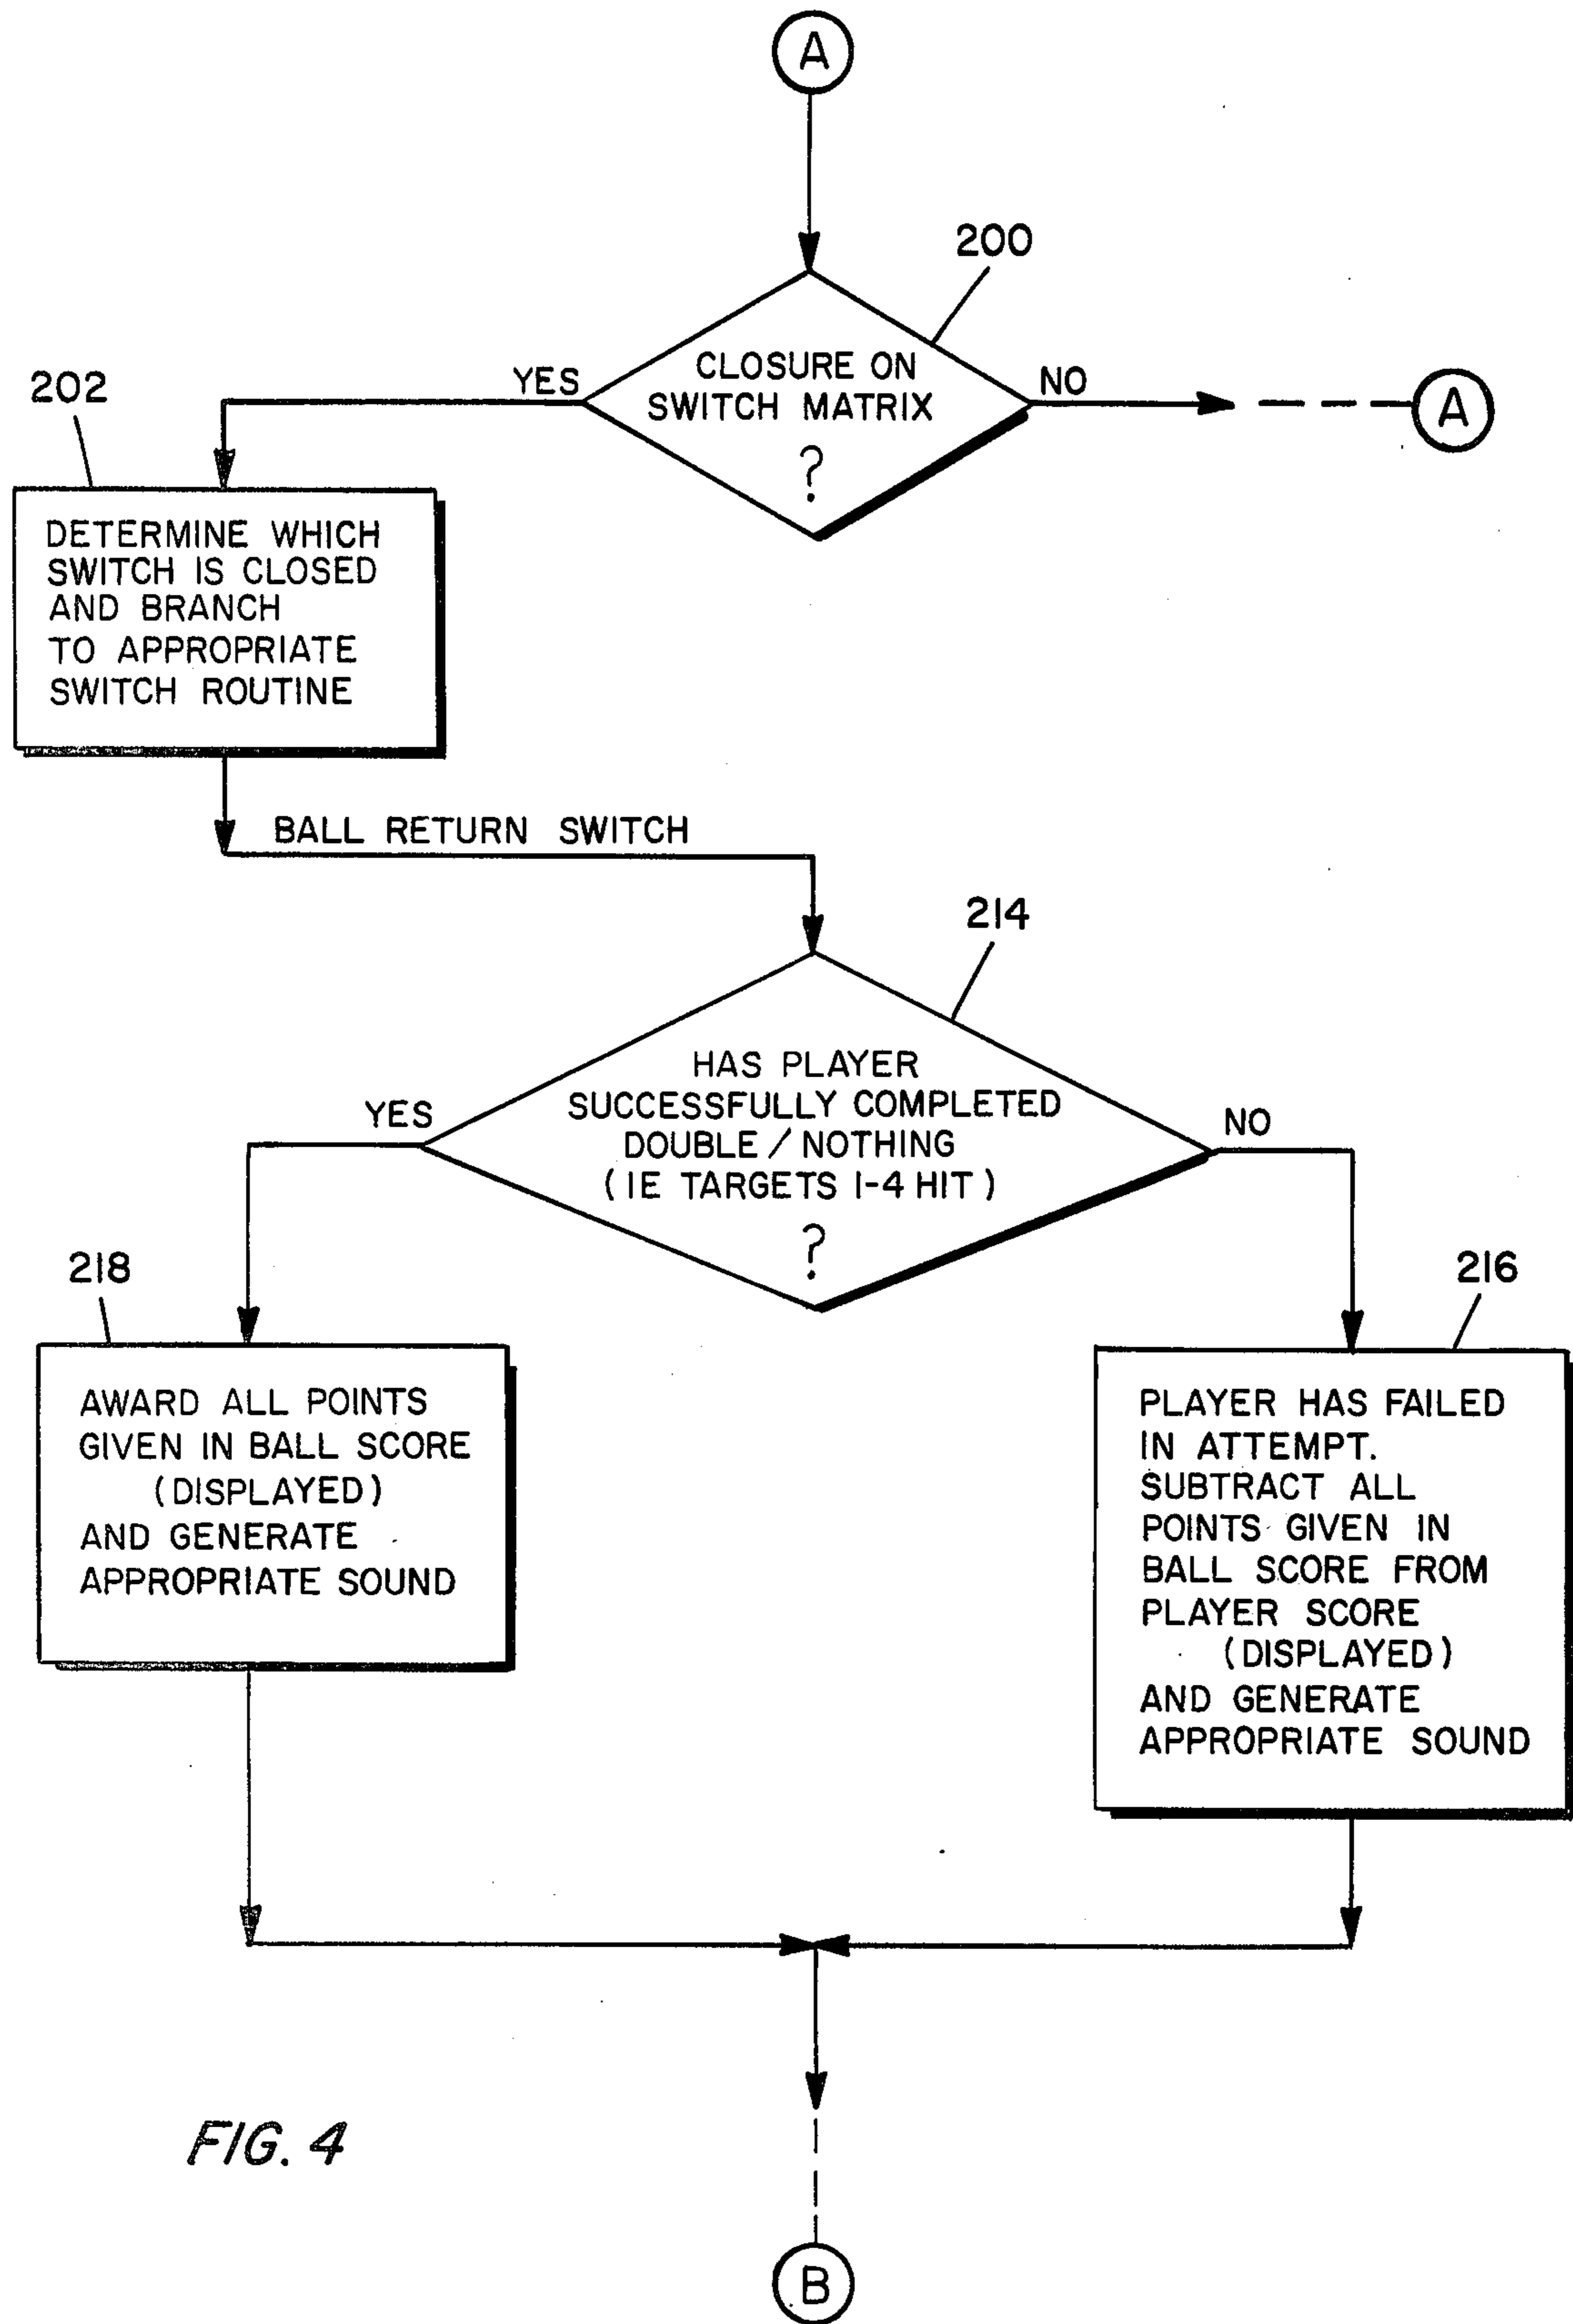 A
200
CLOSURE ON
SWITCH MATRIX
?
YES
NO
A
202
DETERMINE WHICH
SWITCH IS CLOSED
AND BRANCH
TO APPROPRIATE
SWITCH ROUTINE
BALL RETURN SWITCH
214
HAS PLAYER
SUCCESSFULLY COMPLETED
DOUBLE / NOTHING
(IE TARGETS 1-4 HIT)
?
YES
NO
218
AWARD ALL POINTS
GIVEN IN BALL SCORE
(DISPLAYED)
AND GENERATE
APPROPRIATE SOUND
216
PLAYER HAS FAILED
IN ATTEMPT.
SUBTRACT ALL
POINTS GIVEN IN
BALL SCORE FROM
PLAYER SCORE
(DISPLAYED)
AND GENERATE
APPROPRIATE SOUND
FIG. 4
B